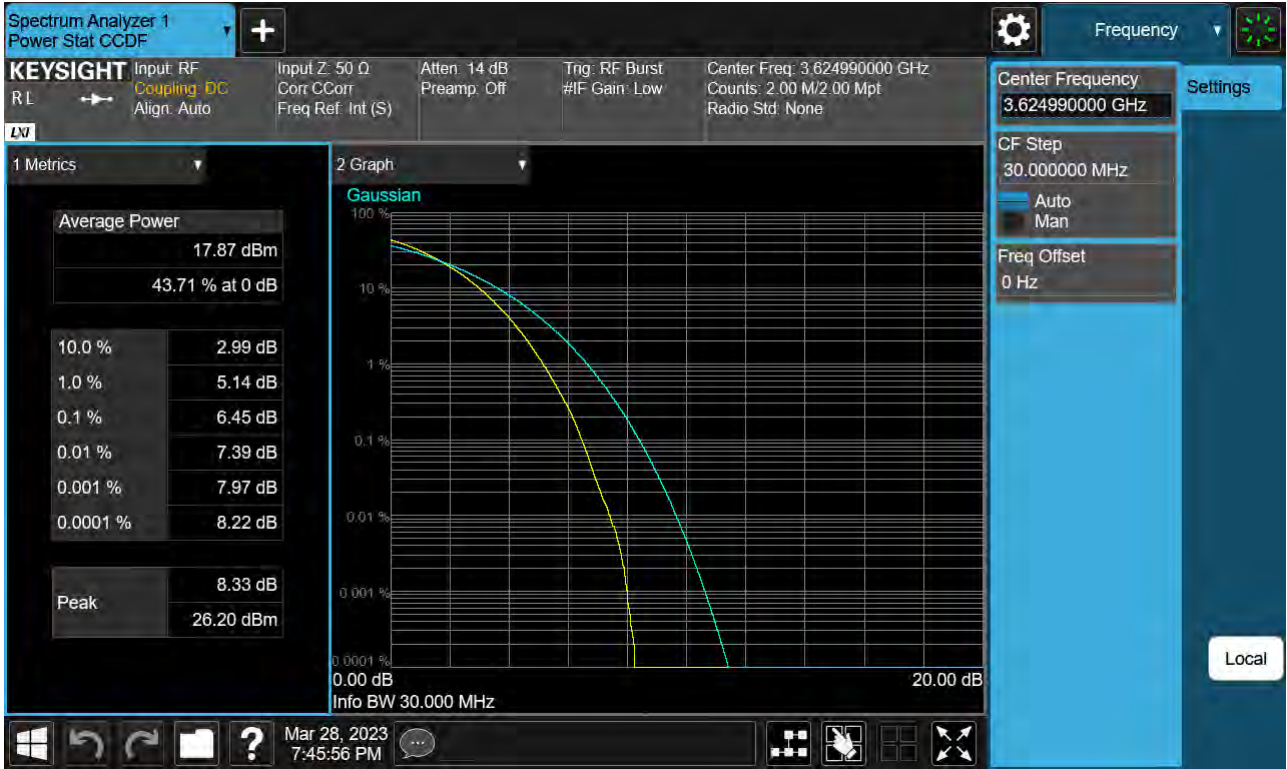 Spectrum Analyzer 1
Power Stat CCDF
Frequency
KEYSIGHT
R L
LXI
Input: RF
Coupling: DC
Align: Auto
Input Z: 50 Ω
Corr CCorr
Freq Ref: Int (S)
Atten: 14 dB
Preamp: Off
Trig: RF Burst
#IF Gain: Low
Center Freq: 3.624990000 GHz
Counts: 2.00 M/2.00 Mpt
Radio Std: None
Center Frequency
3.624990000 GHz
Settings
CF Step
30.000000 MHz
Auto
Man
Freq Offset
0 Hz
1 Metrics
Average Power
17.87 dBm
43.71 % at 0 dB
10.0 % 2.99 dB
1.0 % 5.14 dB
0.1 % 6.45 dB
0.01 % 7.39 dB
0.001 % 7.97 dB
0.0001 % 8.22 dB
Peak
8.33 dB
26.20 dBm
2 Graph
Gaussian
100 %
10 %
1 %
0.1 %
0.01 %
0.001 %
0.0001 %
0.00 dB 20.00 dB
Info BW 30.000 MHz
Local
?
Mar 28, 2023
7:45:56 PM